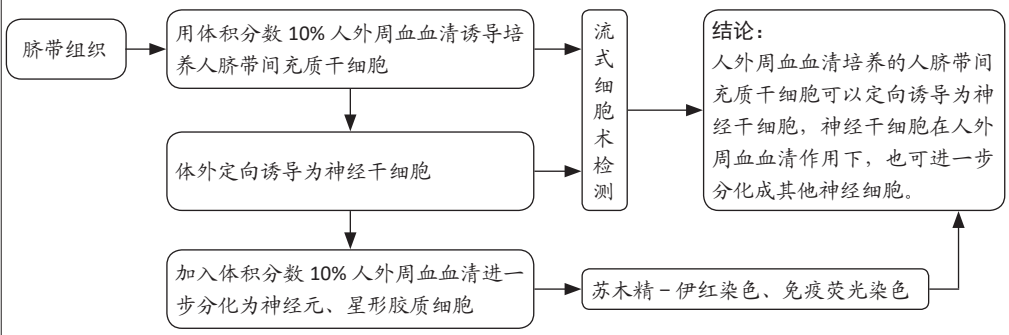 脐带组织
用体积分数 10% 人外周血血清诱导培
养人脐带间充质干细胞
体外定向诱导为神经干细胞
加入体积分数 10% 人外周血血清进一
步分化为神经元、星形胶质细胞
流式细胞术检测
苏木精－伊红染色、免疫荧光染色
结论：
人外周血血清培养的人脐带间
充质干细胞可以定向诱导为神
经干细胞，神经干细胞在人外
周血血清作用下，也可进一步
分化成其他神经细胞。